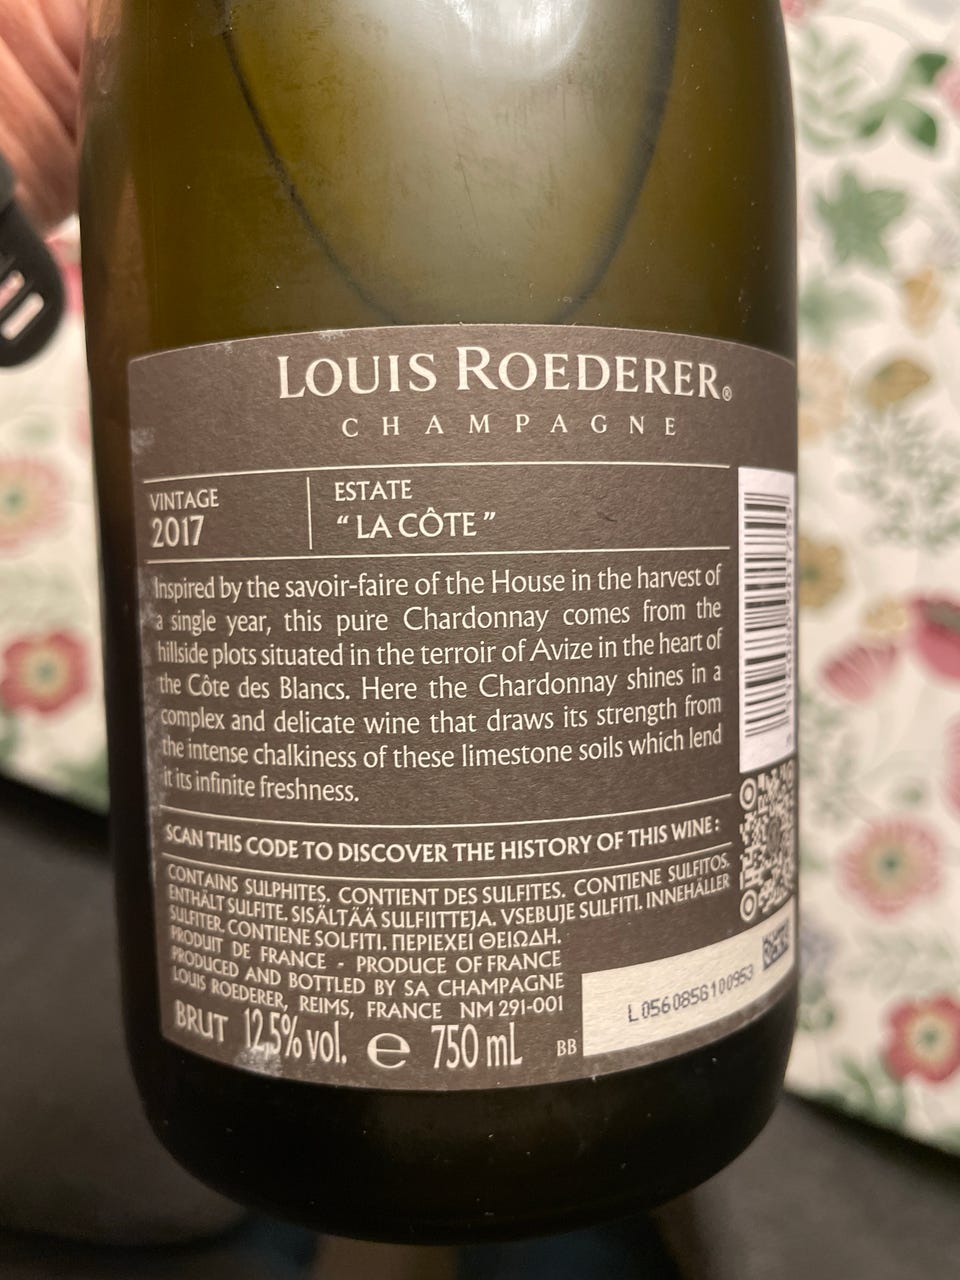 LOUIS ROEDERER®
CHAMPAGNE
VINTAGE
2017
ESTATE
“ LA CÔTE ”
Inspired by the savoir-faire of the House in the harvest of
a single year, this pure Chardonnay comes from the
hillside plots situated in the terroir of Avize in the heart of
the Côte des Blancs. Here the Chardonnay shines in a
complex and delicate wine that draws its strength from
the intense chalkiness of these limestone soils which lend
it its infinite freshness.
SCAN THIS CODE TO DISCOVER THE HISTORY OF THIS WINE :
CONTAINS SULPHITES. CONTIENT DES SULFITES. CONTIENE SULFITOS.
ENTHÄLT SULFITE. SISÄLTÄÄ SULFIITTEJA. VSEBUJE SULFITI. INNEHÅLLER
SULFITER. CONTIENE SOLFITI. ΠΕΡΙΕΧΕΙ ΘΕΙΩΔΗ.
PRODUIT DE FRANCE - PRODUCE OF FRANCE
PRODUCED AND BOTTLED BY SA CHAMPAGNE
LOUIS ROEDERER, REIMS, FRANCE NM 291-001
BRUT 12,5% vol. e 750 mL BB
L0560856100953